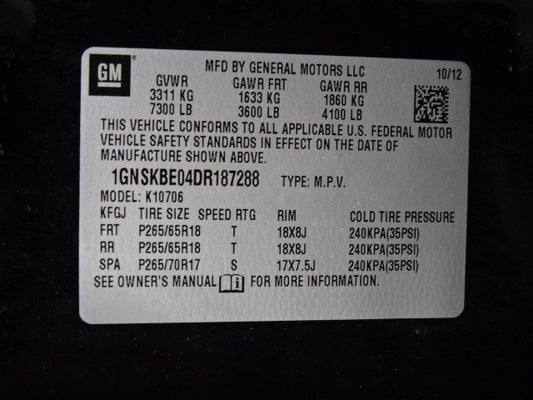 GM
MFD BY GENERAL MOTORS LLC 10/12
GVWR GAWR FRT GAWR RR
3311 KG 1633 KG 1860 KG
7300 LB 3600 LB 4100 LB
THIS VEHICLE CONFORMS TO ALL APPLICABLE U.S. FEDERAL MOTOR
VEHICLE SAFETY STANDARDS IN EFFECT ON THE DATE OF
MANUFACTURE SHOWN ABOVE.
1GNSKBE04DR187288 TYPE: M.P.V.
MODEL: K10706
KFGJ TIRE SIZE SPEED RTG RIM COLD TIRE PRESSURE
FRT P265/65R18 T 18X8J 240KPA(35PSI)
RR P265/65R18 T 18X8J 240KPA(35PSI)
SPA P265/70R17 S 17X7.5J 240KPA(35PSI)
SEE OWNER'S MANUAL FOR MORE INFORMATION.